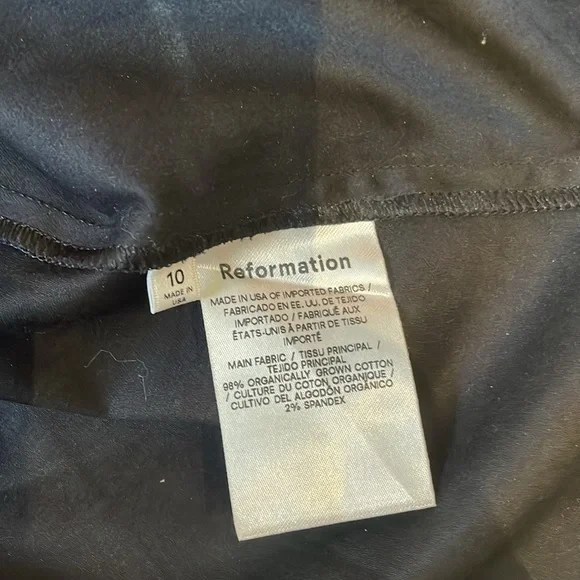 10
MADE IN
USA
Reformation
MADE IN USA OF IMPORTED FABRICS /
FABRICADO EN EE. UU. DE TEJIDO
IMPORTADO / FABRIQUÉ AUX
ÉTATS-UNIS À PARTIR DE TISSU
IMPORTÉ
MAIN FABRIC / TISSU PRINCIPAL /
TEJIDO PRINCIPAL
98% ORGANICALLY GROWN COTTON
/ CULTURE DU COTON ORGANIQUE /
CULTIVO DEL ALGODÓN ORGÁNICO
2% SPANDEX